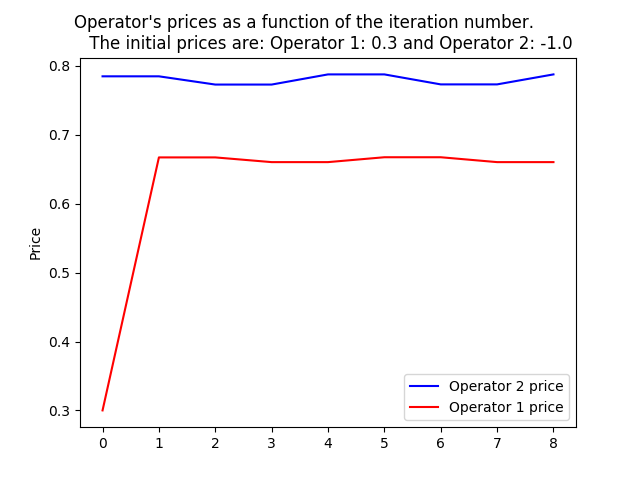 Operator's prices as a function of the iteration number.
The initial prices are: Operator 1: 0.3 and Operator 2: -1.0
0.8
0.7
0.6
0.5
0.4
0.3
Price
0 1 2 3 4 5 6 7 8
Operator 2 price
Operator 1 price